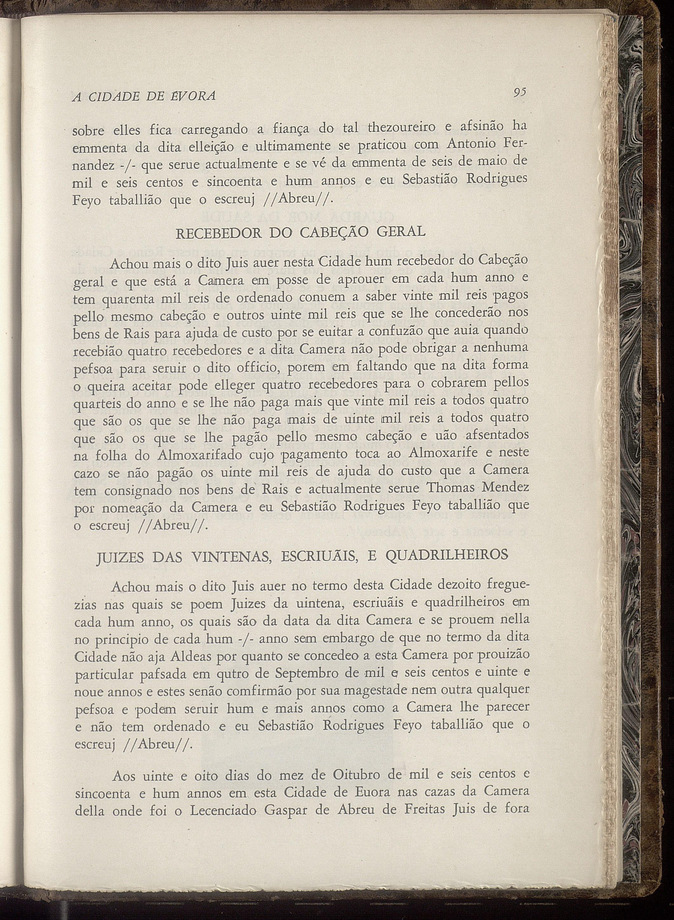 A CIDADE DE ÉVORA
95
sobre elles fica carregando a fiança do tal thezoureiro e afsinão ha
emmenta da dita elleição e ultimamente se praticou com Antonio Fer-
nandez -/- que serue actualmente e se vé da emmenta de seis de maio de
mil e seis centos e sincoenta e hum annos e eu Sebastião Rodrigues
Feyo taballião que o escreuj //Abreu//.
RECEBEDOR DO CABEÇÃO GERAL
Achou mais o dito Juis auer nesta Cidade hum recebedor do Cabeção
geral e que está a Camera em posse de aprouer em cada hum anno e
tem quarenta mil reis de ordenado conuem a saber vinte mil reis pagos
pello mesmo cabeção e outros uinte mil reis que se lhe concederão nos
bens de Rais para ajuda de custo por se euitar a confuzão que auia quando
recebião quatro recebedores e a dita Camera não pode obrigar a nenhuma
pefsoa para seruir o dito officio, porem em faltando que na dita forma
o queira aceitar pode elleger quatro recebedores para o cobrarem pellos
quarteis do anno e se lhe não paga mais que vinte mil reis a todos quatro
que são os que se lhe não paga mais de uinte mil reis a todos quatro
que são os que se lhe pagão pello mesmo cabeção e uão afsentados
na folha do Almoxarifado cujo pagamento toca ao Almoxarife e neste
cazo se não pagão os uinte mil reis de ajuda do custo que a Camera
tem consignado nos bens de Rais e actualmente serue Thomas Mendez
por nomeação da Camera e eu Sebastião Rodrigues Feyo taballião que
o escreuj //Abreu//.
JUIZES DAS VINTENAS, ESCRIUÃIS, E QUADRILHEIROS
Achou mais o dito Juis auer no termo desta Cidade dezoito fregue-
zias nas quais se poem Juizes da uintena, escriuãis e quadrilheiros em
cada hum anno, os quais são da data da dita Camera e se prouem nella
no principio de cada hum -/- anno sem embargo de que no termo da dita
Cidade não aja Aldeas por quanto se concedeo a esta Camera por prouizão
particular pafsada em qutro de Septembro de mil e seis centos e uinte e
noue annos e estes senão comfirmão por sua magestade nem outra qualquer
pefsoa e podem seruir hum e mais annos como a Camera lhe parecer
e não tem ordenado e eu Sebastião Rodrigues Feyo taballião que o
escreuj //Abreu//.
Aos uinte e oito dias do mez de Oitubro de mil e seis centos e
sincoenta e hum annos em esta Cidade de Euora nas cazas da Camera
della onde foi o Lecenciado Gaspar de Abreu de Freitas Juis de fora